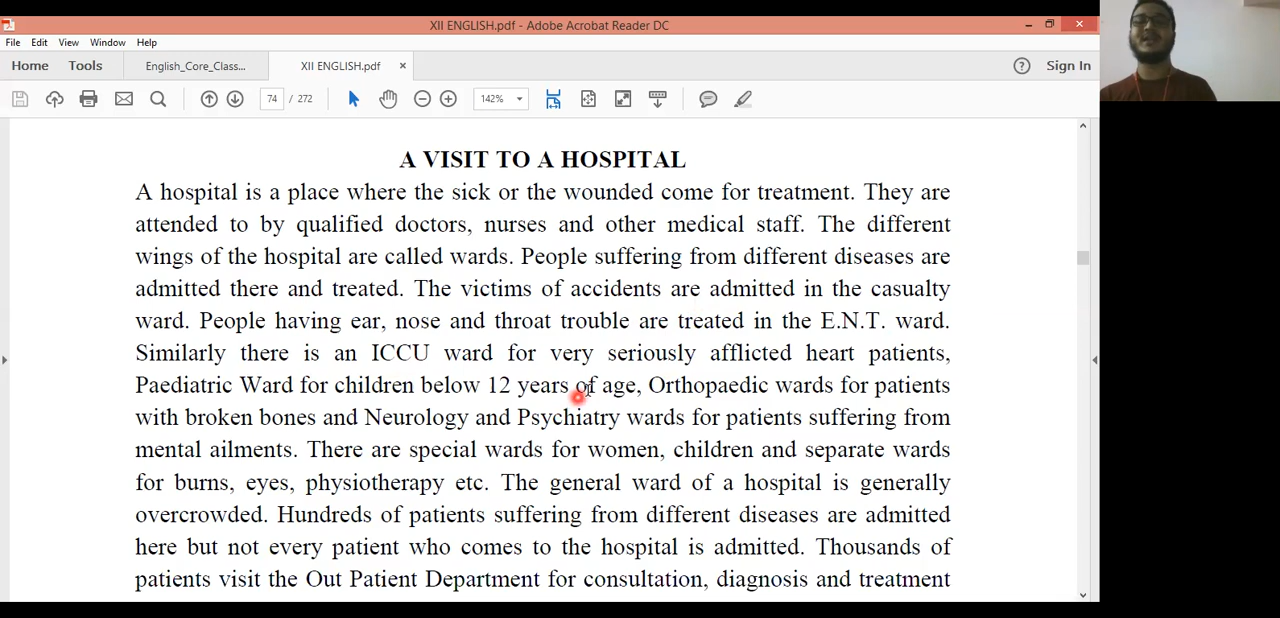 XII ENGLISH.pdf - Adobe Acrobat Reader DC
File Edit View Window Help
Home Tools English_Core_Class... XII ENGLISH.pdf × ? Sign In
74 / 272 142%
A VISIT TO A HOSPITAL
A hospital is a place where the sick or the wounded come for treatment. They are
attended to by qualified doctors, nurses and other medical staff. The different
wings of the hospital are called wards. People suffering from different diseases are
admitted there and treated. The victims of accidents are admitted in the casualty
ward. People having ear, nose and throat trouble are treated in the E.N.T. ward.
Similarly there is an ICCU ward for very seriously afflicted heart patients,
Paediatric Ward for children below 12 years of age, Orthopaedic wards for patients
with broken bones and Neurology and Psychiatry wards for patients suffering from
mental ailments. There are special wards for women, children and separate wards
for burns, eyes, physiotherapy etc. The general ward of a hospital is generally
overcrowded. Hundreds of patients suffering from different diseases are admitted
here but not every patient who comes to the hospital is admitted. Thousands of
patients visit the Out Patient Department for consultation, diagnosis and treatment